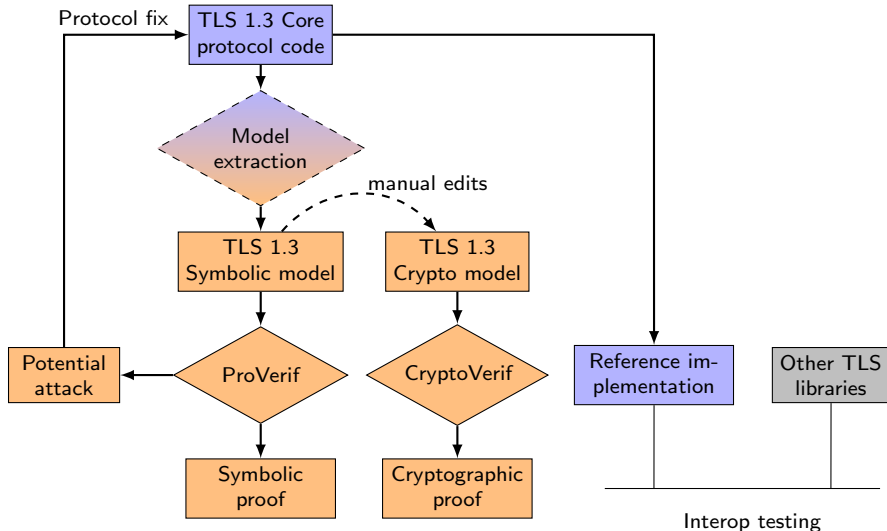 Protocol fix
TLS 1.3 Core
protocol code
Model
extraction
manual edits
TLS 1.3
Symbolic model
TLS 1.3
Crypto model
Potential
attack
ProVerif
CryptoVerif
Reference im-
plementation
Other TLS
libraries
Symbolic
proof
Cryptographic
proof
Interop testing